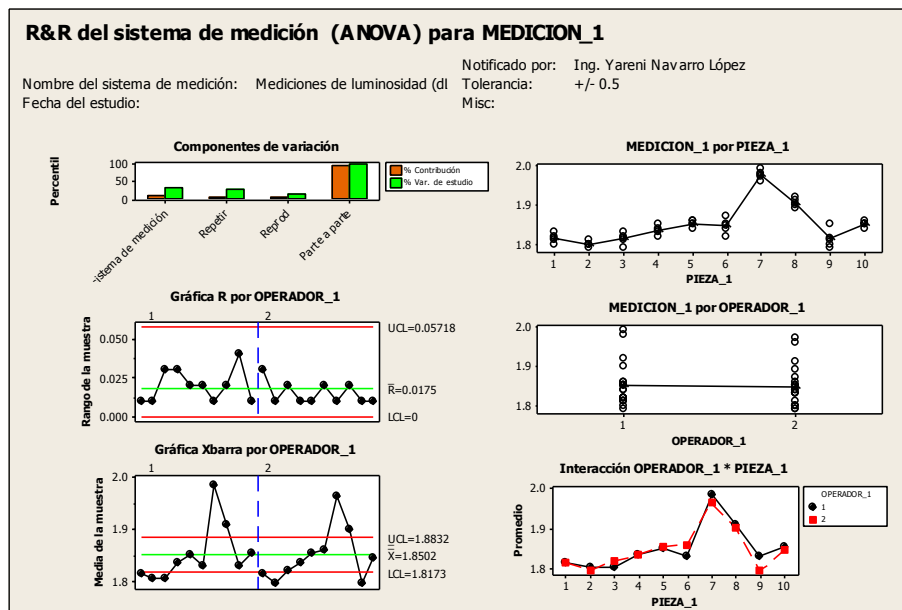 R&R del sistema de medición (ANOVA) para MEDICION_1
Notificado por: Ing. Yareni Navarro López
Nombre del sistema de medición: Mediciones de luminosidad (dl
Tolerancia: +/- 0.5
Fecha del estudio:
Misc:
Componentes de variación
Percentil
100
50
0
% Contribución
% Var. de estudio
-istema de medición
Repetir
Reprod
Parte a parte
MEDICION_1 por PIEZA_1
2.0
1.9
1.8
1 2 3 4 5 6 7 8 9 10
PIEZA_1
Gráfica R por OPERADOR_1
1 2
Rango de la muestra
0.050
0.025
0.000
UCL=0.05718
R=0.0175
LCL=0
MEDICION_1 por OPERADOR_1
2.0
1.9
1.8
1 2
OPERADOR_1
Gráfica Xbarra por OPERADOR_1
1 2
Media de la muestra
2.0
1.9
1.8
UCL=1.8832
X=1.8502
LCL=1.8173
Interacción OPERADOR_1 * PIEZA_1
Promedio
2.0
1.9
1.8
1 2 3 4 5 6 7 8 9 10
PIEZA_1
OPERADOR_1
1
2